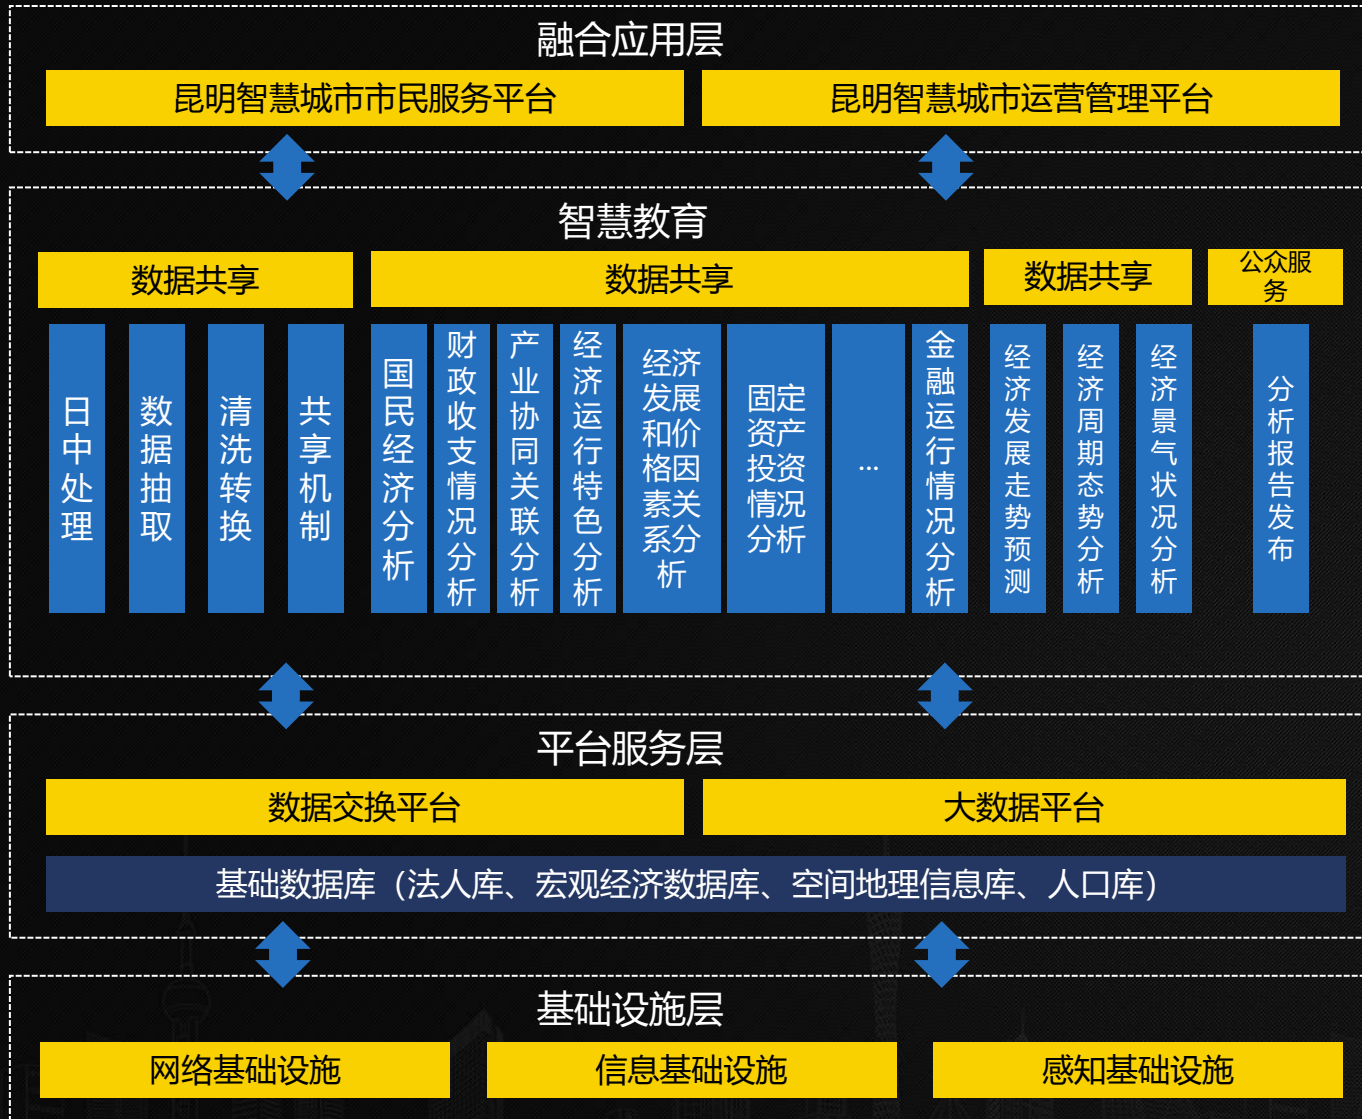 融合应用层
昆明智慧城市市民服务平台
昆明智慧城市运营管理平台
智慧教育
数据共享
数据共享
数据共享
公众服
务
日中处理
数据抽取
清洗转换
共享机制
国民经济分析
财政收支情况分析
产业协同关联分析
经济运行特色分析
经济
发展
和价
格因
素关
系分
析
固定
资产
投资
情况
分析
...
金融运行情况分析
经济发展走势预测
经济周期态势分析
经济景气状况分析
分析报告发布
平台服务层
数据交换平台
大数据平台
基础数据库（法人库、宏观经济数据库、空间地理信息库、人口库）
基础设施层
网络基础设施
信息基础设施
感知基础设施